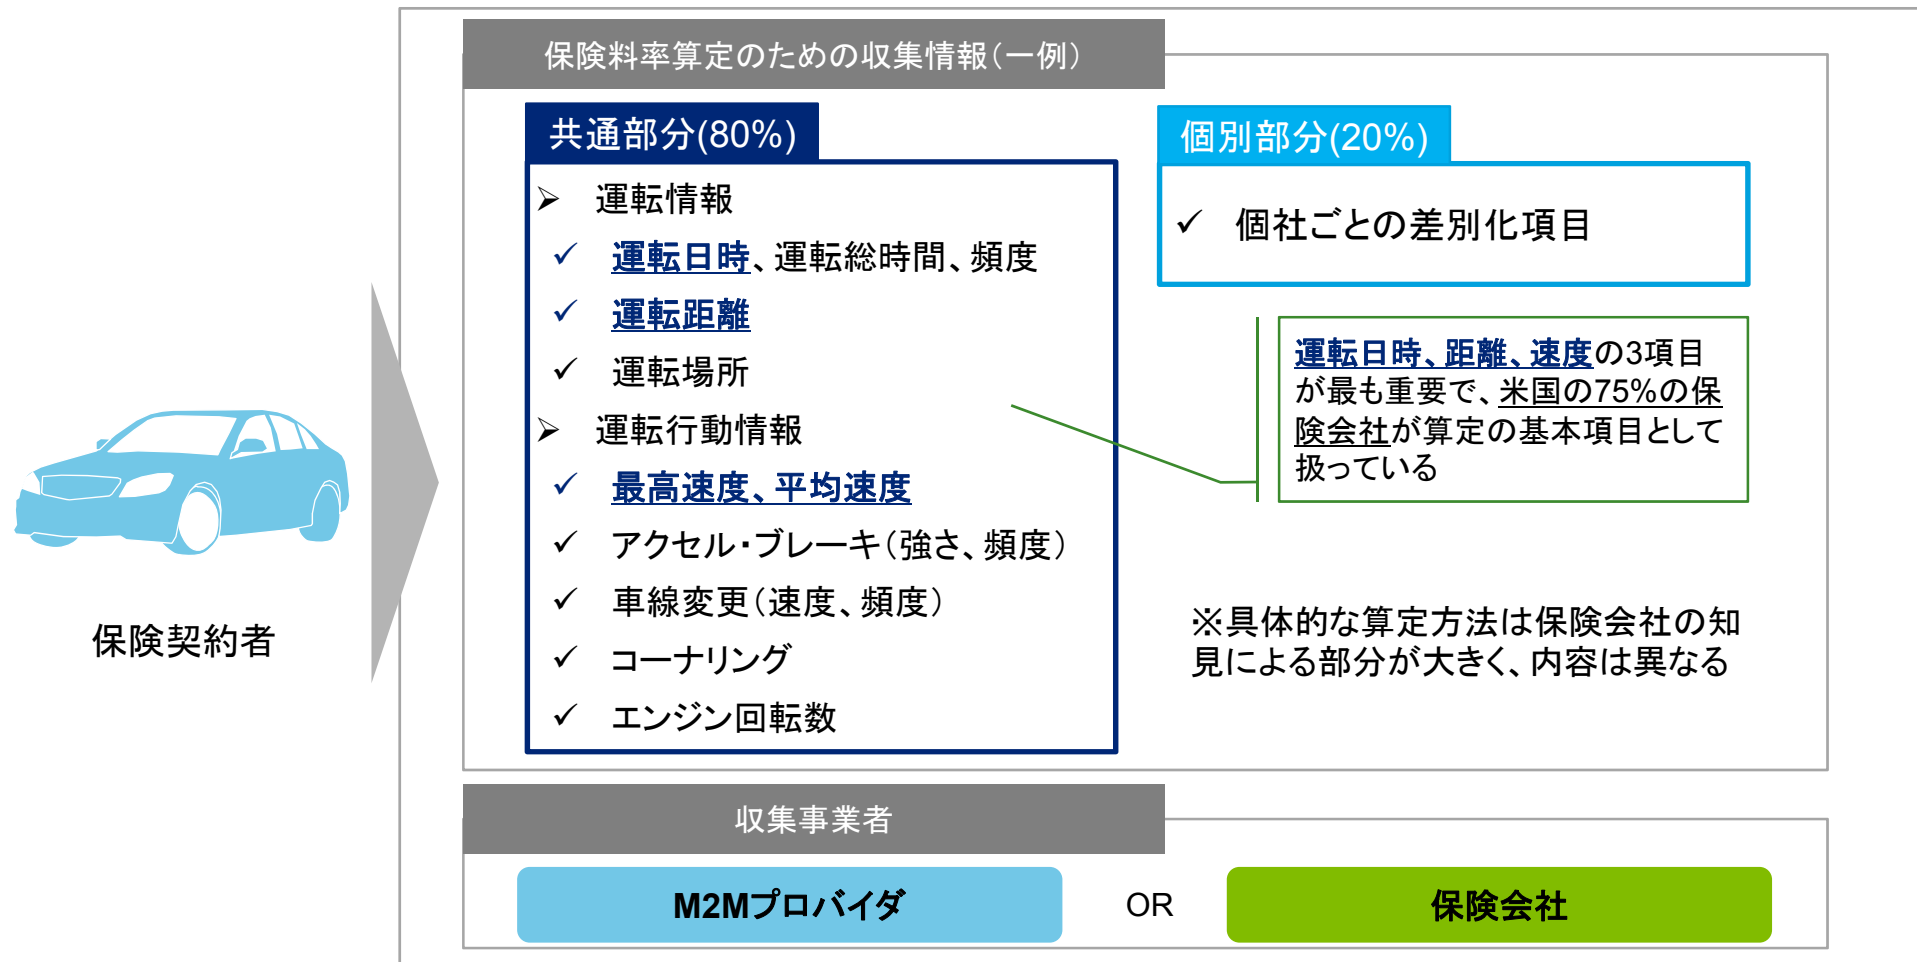 保険料率算定のための収集情報(一例)
共通部分(80%)
➢ 運転情報
✓ 運転日時、運転総時間、頻度
✓ 運転距離
✓ 運転場所
➢ 運転行動情報
✓ 最高速度、平均速度
✓ アクセル・ブレーキ(強さ、頻度)
✓ 車線変更(速度、頻度)
✓ コーナリング
✓ エンジン回転数
個別部分(20%)
✓ 個社ごとの差別化項目
運転日時、距離、速度の3項目
が最も重要で、米国の75%の保
険会社が算定の基本項目として
扱っている
※具体的な算定方法は保険会社の知
見による部分が大きく、内容は異なる
保険契約者
収集事業者
M2Mプロバイダ
OR
保険会社